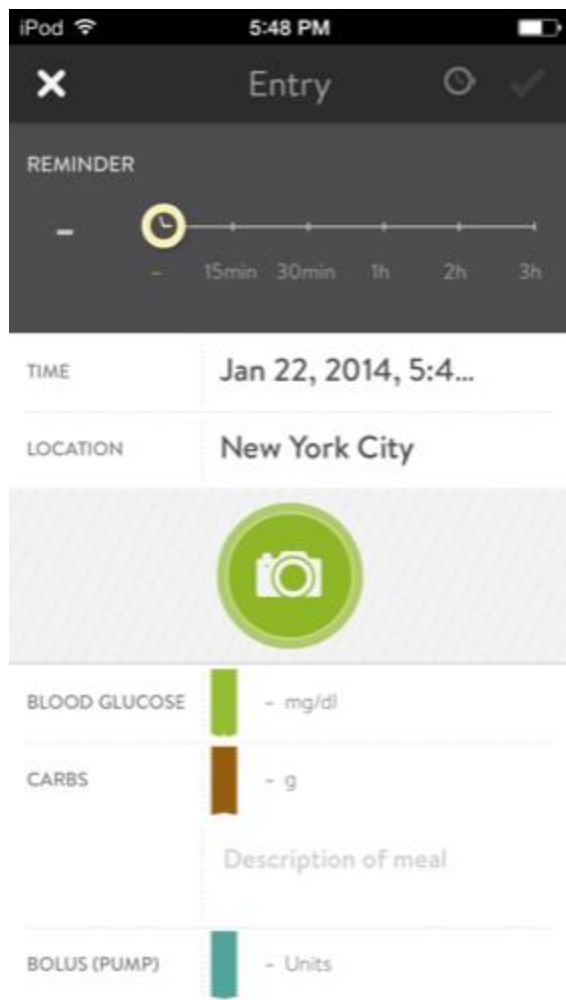 iPod 5:48 PM
Entry
REMINDER
-
- 15min 30min 1h 2h 3h
TIME Jan 22, 2014, 5:4...
LOCATION New York City
BLOOD GLUCOSE - mg/dl
CARBS - g
Description of meal
BOLUS (PUMP) - Units